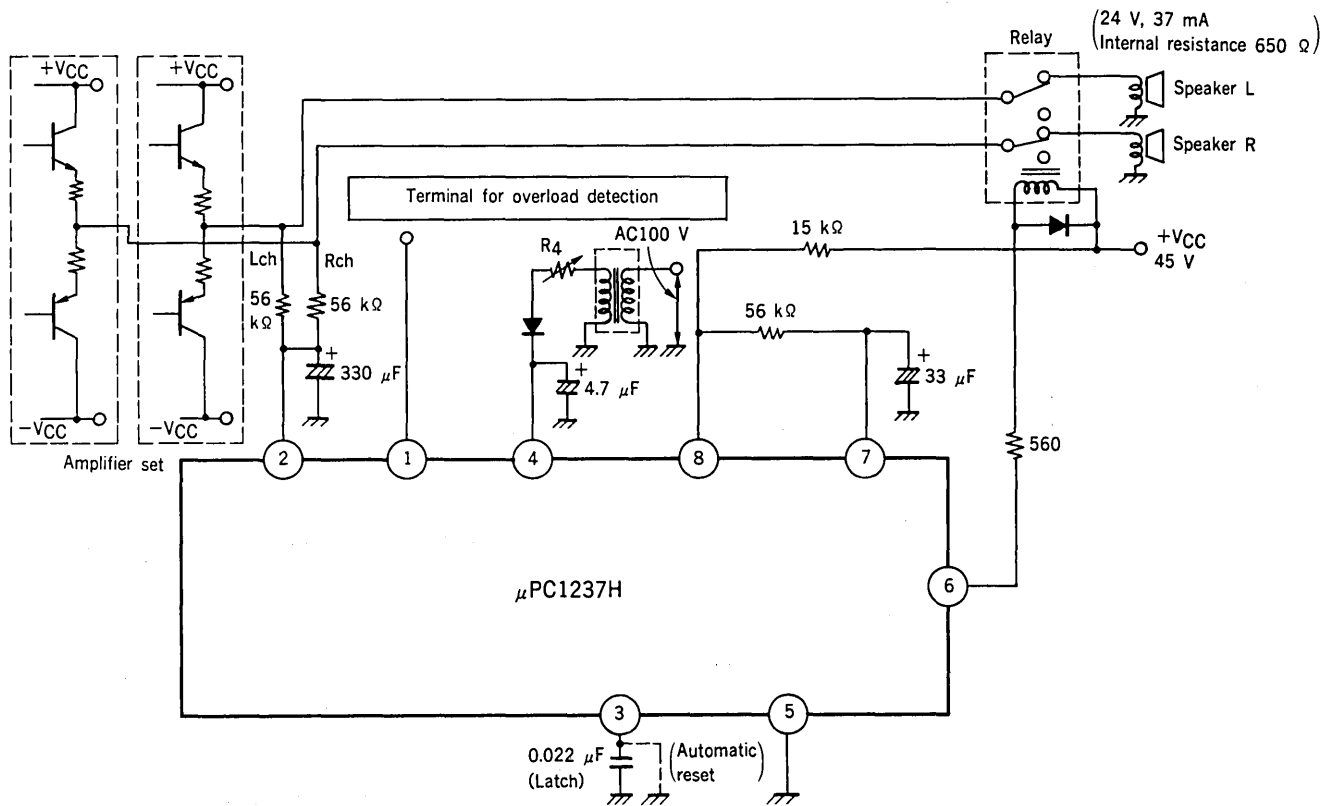 (24 V, 37 mA
Internal resistance 650 Ω)
Relay
+VCC
+VCC
Speaker L
Speaker R
Terminal for overload detection
AC100 V
15 kΩ
+VCC
45 V
R4
Lch
Rch
56
kΩ
56 kΩ
56 kΩ
+
330 μF
+
4.7 μF
+
33 μF
−VCC
−VCC
Amplifier set
2
1
4
8
7
560
μPC1237H
6
3
5
0.022 μF
(Latch)
(Automatic
reset)